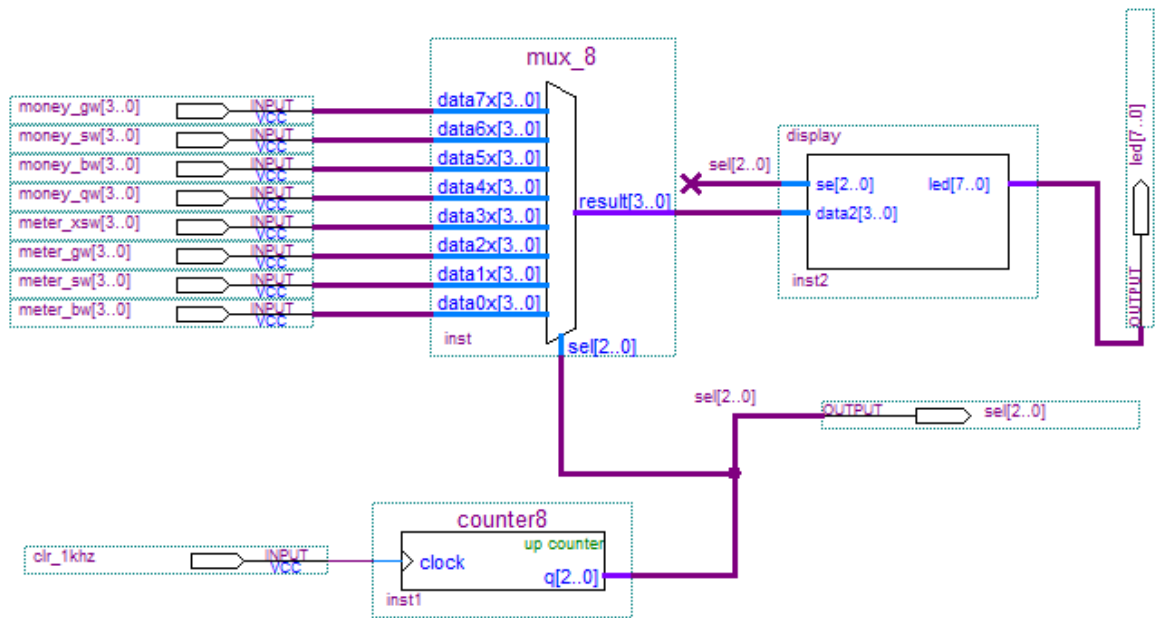 mux_8
money_gw[3..0] INPUT VCC data7x[3..0]
money_sw[3..0] INPUT VCC data6x[3..0]
money_bw[3..0] INPUT VCC data5x[3..0]
money_qw[3..0] INPUT VCC data4x[3..0]
meter_xsw[3..0] INPUT VCC data3x[3..0]
meter_gw[3..0] INPUT VCC data2x[3..0]
meter_sw[3..0] INPUT VCC data1x[3..0]
meter_bw[3..0] INPUT VCC data0x[3..0]
result[3..0]
inst
sel[2..0]
display
sel[2..0]
se[2..0] led[7..0]
data2[3..0]
inst2
led[7..0]
OUTPUT
sel[2..0]
OUTPUT sel[2..0]
counter8
up counter
clr_1khz INPUT VCC clock
q[2..0]
inst1